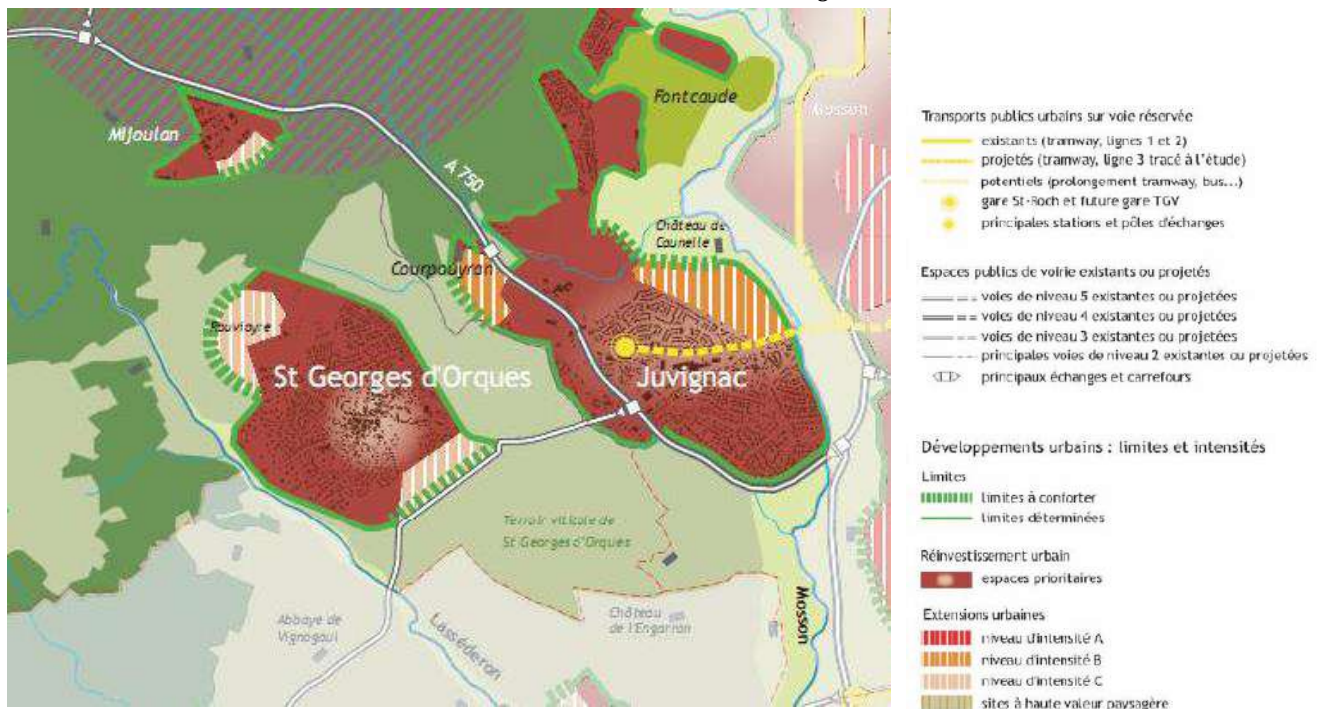 Mijoulan
Fontcaude
Mosson
A 750
Château de
Caunelle
Courpouyran
St Georges d'Orques
Juvignac
Terroir viticole de
St Georges d'Orques
Abbaye de
Vignogoul
Château
de l'Engarran
Lasséderon
Mosson
Transports publics urbains sur voie réservée
existants (tramway, lignes 1 et 2)
projetés (tramway, ligne 3 tracé à l'étude)
potentiels (prolongement tramway, bus...)
gare St-Roch et future gare TGV
principales stations et pôles d'échanges
Espaces publics de voirie existants ou projetés
voies de niveau 5 existantes ou projetées
voies de niveau 4 existantes ou projetées
voies de niveau 3 existantes ou projetées
principales voies de niveau 2 existantes ou projetées
principaux échanges et carrefours
Développements urbains : limites et intensités
Limites
limites à conforter
limites déterminées
Réinvestissement urbain
espaces prioritaires
Extensions urbaines
niveau d'intensité A
niveau d'intensité B
niveau d'intensité C
sites à haute valeur paysagère